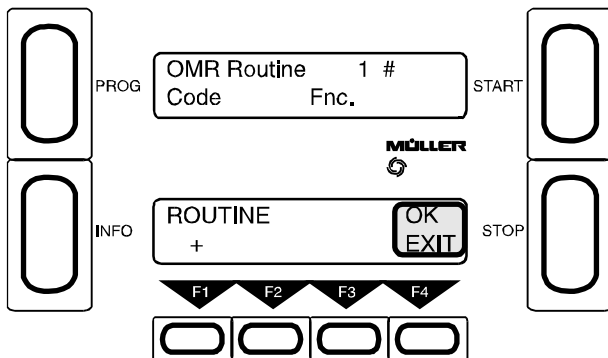 OMR Routine 1 #
PROG START
Code Fnc.
MÜLLER
ROUTINE OK
INFO STOP
+ EXIT
F1 F2 F3 F4